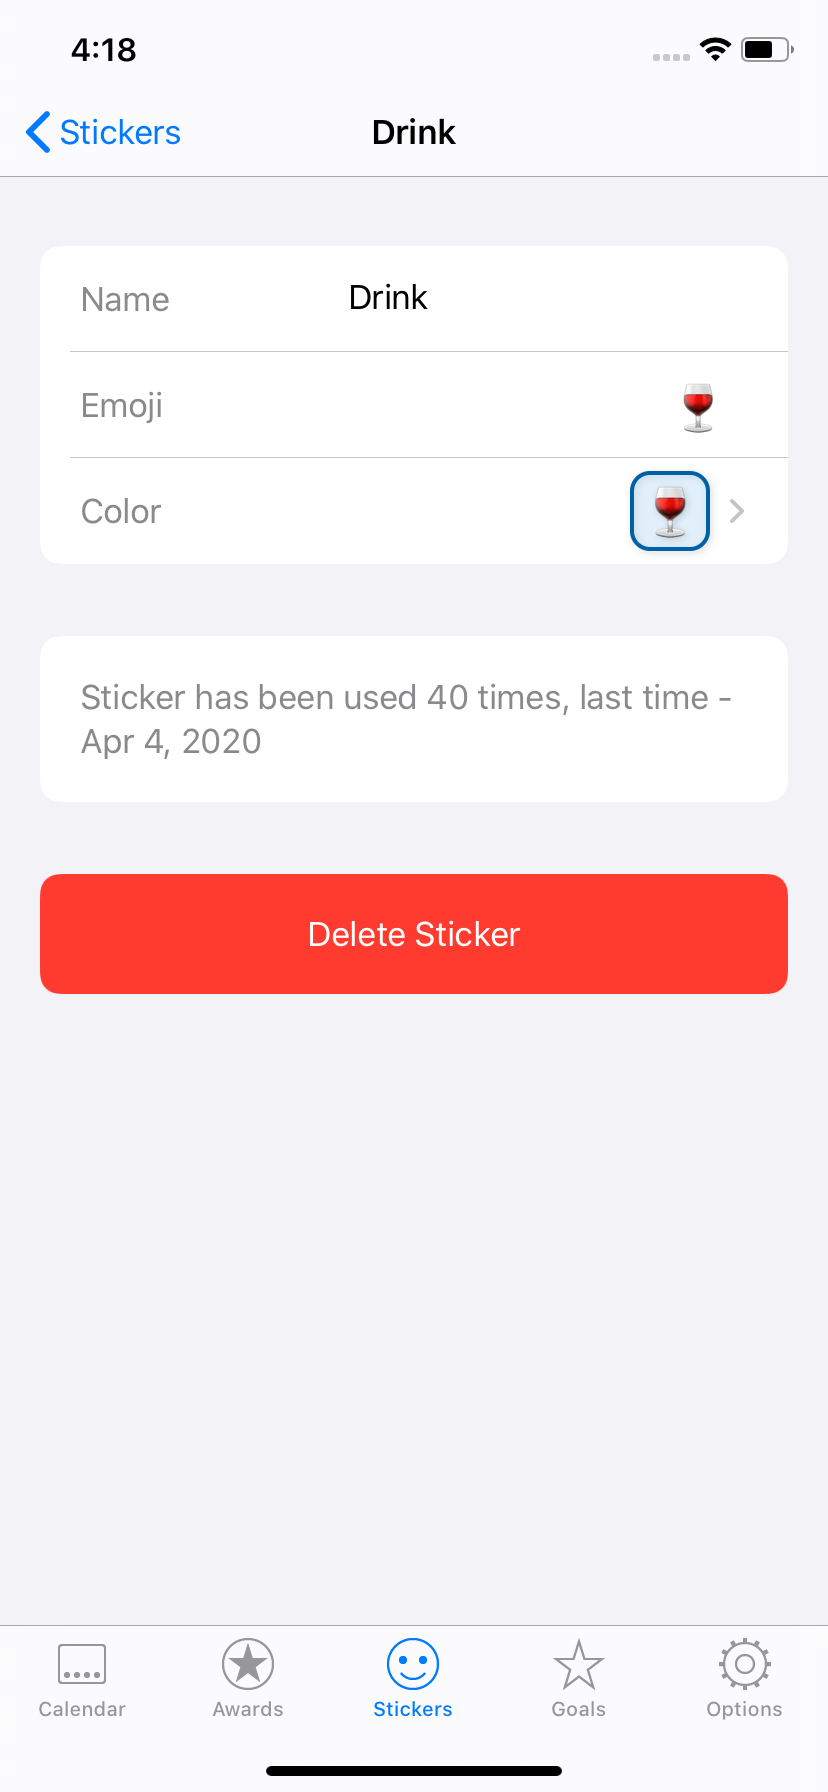 4:18
Stickers
Drink
Name
Drink
Emoji
Color
Sticker has been used 40 times, last time -
Apr 4, 2020
Delete Sticker
Calendar
Awards
Stickers
Goals
Options